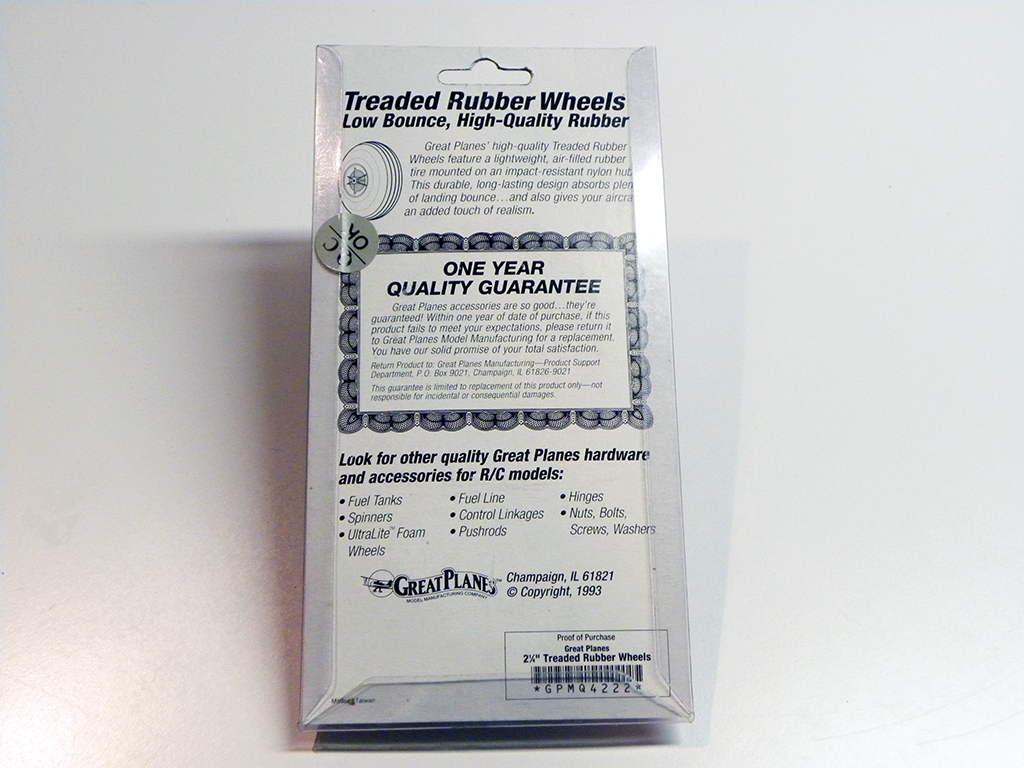 Treaded Rubber Wheels
Low Bounce, High-Quality Rubber
Great Planes' high-quality Treaded Rubber
Wheels feature a lightweight, air-filled rubber
tire mounted on an impact-resistant nylon hub
This durable, long-lasting design absorbs
of landing bounce...and also gives your
an added touch of realism.
ONE YEAR
QUALITY GUARANTEE
Great Planes accessories are so good...they're
guaranteed! Within one year of date of purchase, if this
product fails to meet your expectations, please return it
to Great Planes Model Manufacturing for a replacement.
You have our solid promise of your total satisfaction.
Return Product to: Great Planes Manufacturing—Product Support
Department, P.O. Box 9021, Champaign, IL 61826-9021
This guarantee is limited to replacement of this product only—not
responsible for incidental or consequential damages.
Look for other quality Great Planes hardware
and accessories for R/C models:
• Fuel Tanks • Fuel Line • Hinges
• Spinners • Control Linkages • Nuts, Bolts,
• UltraLite™ Foam • Pushrods Screws, Washers
Wheels
GREAT PLANES™ Champaign, IL 61821
MODEL MANUFACTURING COMPANY © Copyright, 1993
Proof of Purchase
Great Planes
2¼" Treaded Rubber Wheels
*GPMQ4222*
Made in Taiwan